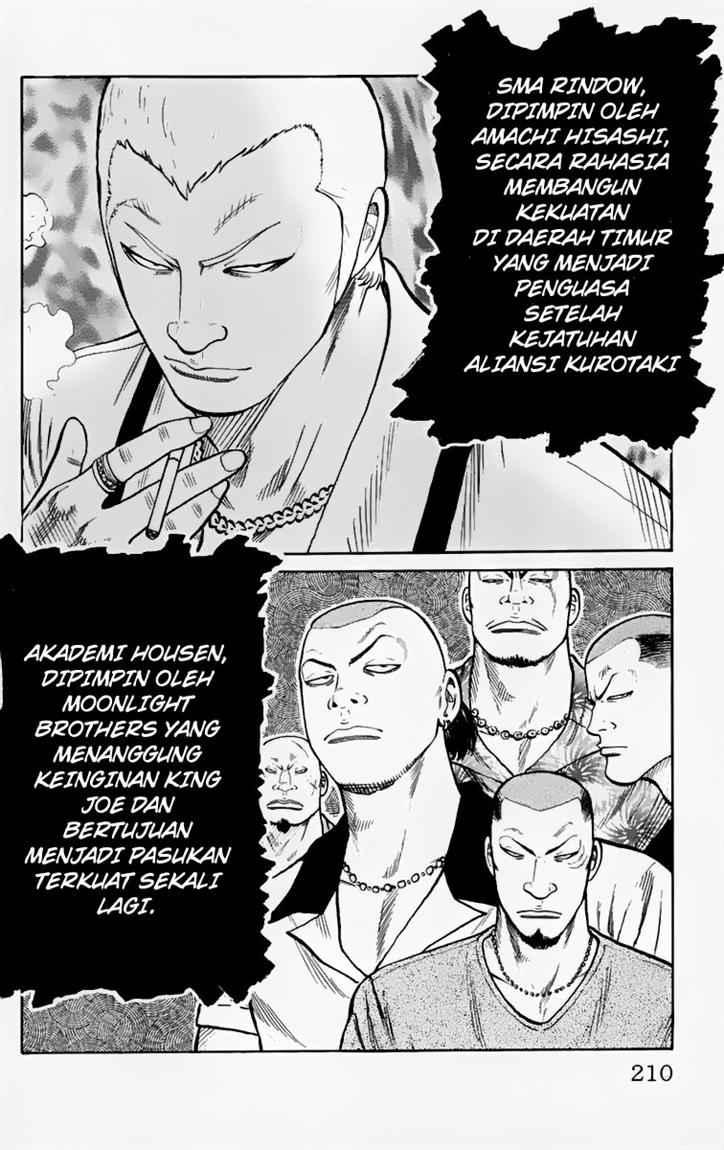 SMA RINDOW,
DIPIMPIN OLEH
AMACHI HISASHI,
SECARA RAHASIA
MEMBANGUN
KEKUATAN
DI DAERAH TIMUR
YANG MENJADI
PENGUASA
SETELAH
KEJATUHAN
ALIANSI KUROTAKI
AKADEMI HOUSEN,
DIPIMPIN OLEH
MOONLIGHT
BROTHERS YANG
MENANGGUNG
KEINGINAN KING
JOE DAN
BERTUJUAN
MENJADI PASUKAN
TERKUAT SEKALI
LAGI.
210